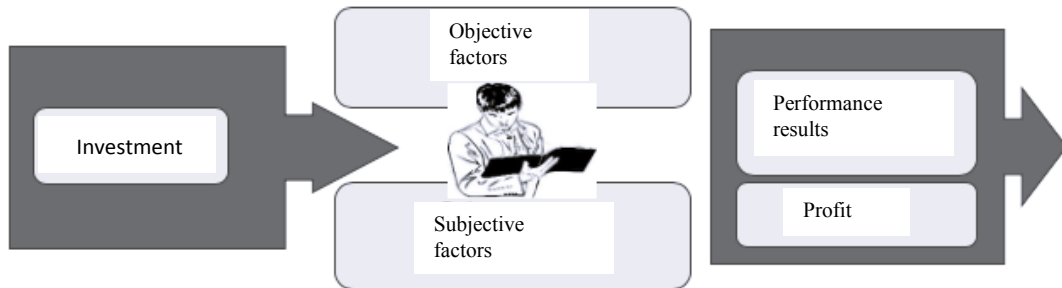 Investment
Objective
factors
Subjective
factors
Performance
results
Profit